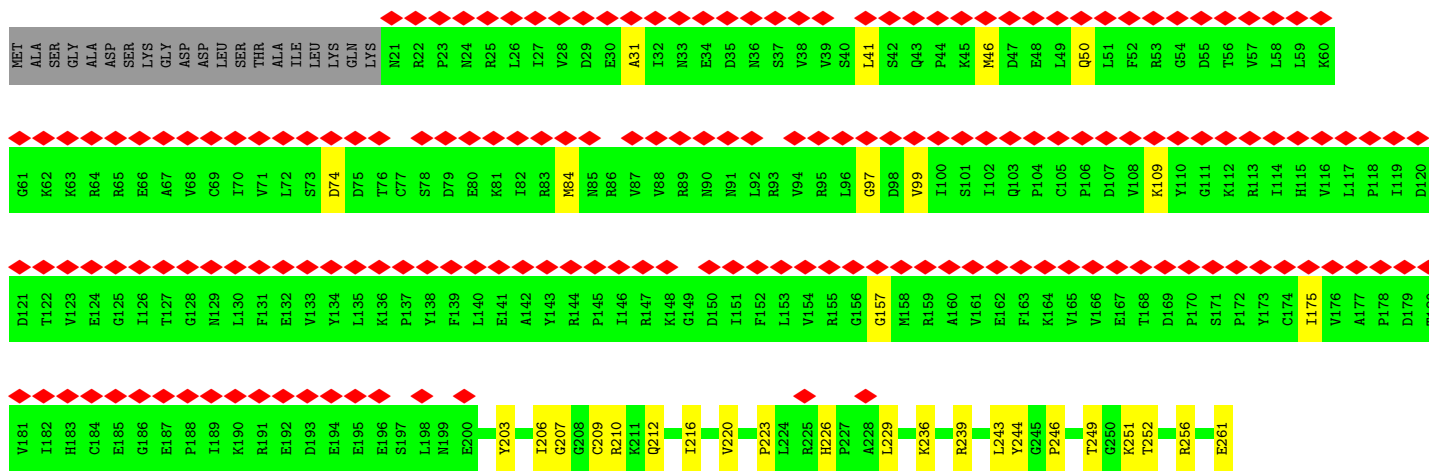 MET ALA SER GLY ALA ASP SER LYS GLY ASP ASP LEU SER THR ALA ILE LEU LYS GLN LYS N21 R22 P23 N24 R25 L26 I27 V28 D29 E30 A31 I32 N33 E34 D35 N36 S37 V38 V39 S40 L41 S42 Q43 P44 K45 M46 D47 E48 L49 Q50 L51 F52 R53 G54 D55 T56 V57 L58 L59 K60
G61 K62 K63 R64 R65 E66 A67 V68 C69 I70 V71 L72 S73 D74 D75 T76 C77 S78 D79 E80 K81 I82 R83 M84 N85 R86 V87 V88 R89 N90 N91 L92 R93 V94 R95 L96 G97 D98 V99 I100 S101 I102 Q103 P104 C105 P106 D107 V108 K109 Y110 G111 K112 R113 I114 H115 V116 L117 P118 I119 D120
D121 T122 V123 E124 G125 I126 T127 G128 N129 L130 F131 E132 V133 Y134 L135 K136 P137 Y138 F139 L140 E141 A142 Y143 R144 P145 I146 R147 K148 G149 D150 I151 F152 L153 V154 R155 G156 G157 M158 R159 A160 V161 E162 F163 K164 V165 V166 E167 T168 D169 P170 S171 P172 Y173 C174 I175 V176 A177 P178 D179
V181 I182 H183 C184 E185 G186 E187 P188 I189 K190 R191 E192 D193 E194 E195 E196 S197 L198 N199 E200 Y203 I206 G207 G208 C209 R210 K211 Q212 I216 V220 P223 L224 R225 H226 P227 A228 L229 K236 R239 L243 Y244 G245 P246 T249 G250 K251 T252 R256 E261